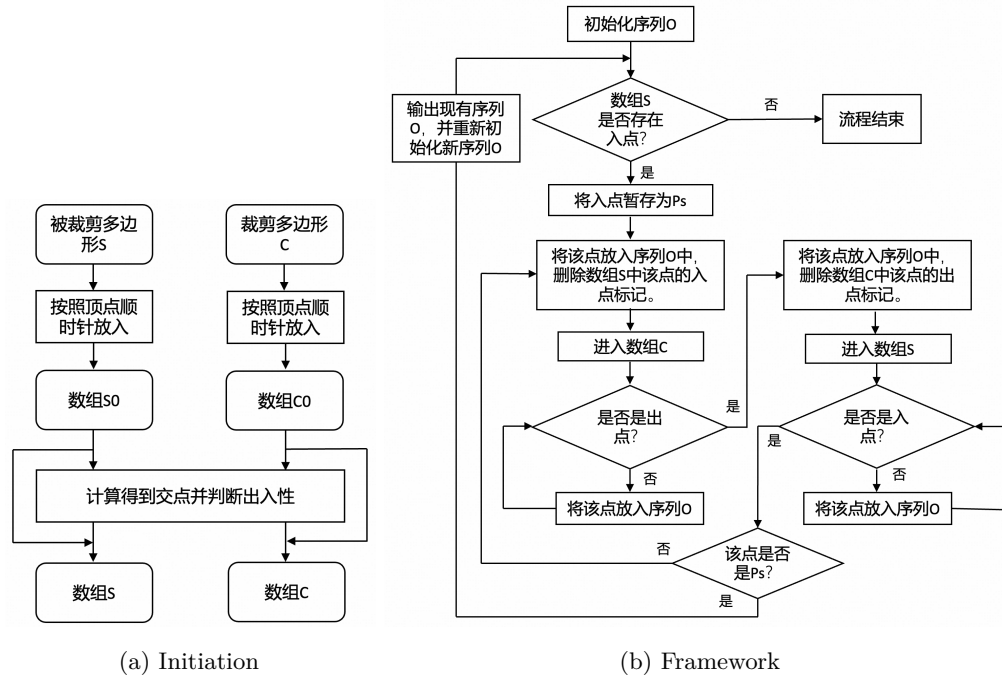 被裁剪多边
形S
裁剪多边形
C
按照顶点顺
时针放入
按照顶点顺
时针放入
数组S0
数组C0
计算得到交点并判断出入性
数组S
数组C
(a) Initiation
初始化序列O
输出现有序列
O，并重新初
始化新序列O
数组S
是否存在
入点？
否
流程结束
是
将入点暂存为Ps
将该点放入序列O中，
删除数组S中该点的入
点标记。
将该点放入序列O中，
删除数组C中该点的出
点标记。
进入数组C
进入数组S
是否是出
点？
是
是否是入
点？
是
否
否
将该点放入序列O
将该点放入序列O
该点是否
是Ps？
否
是
(b) Framework